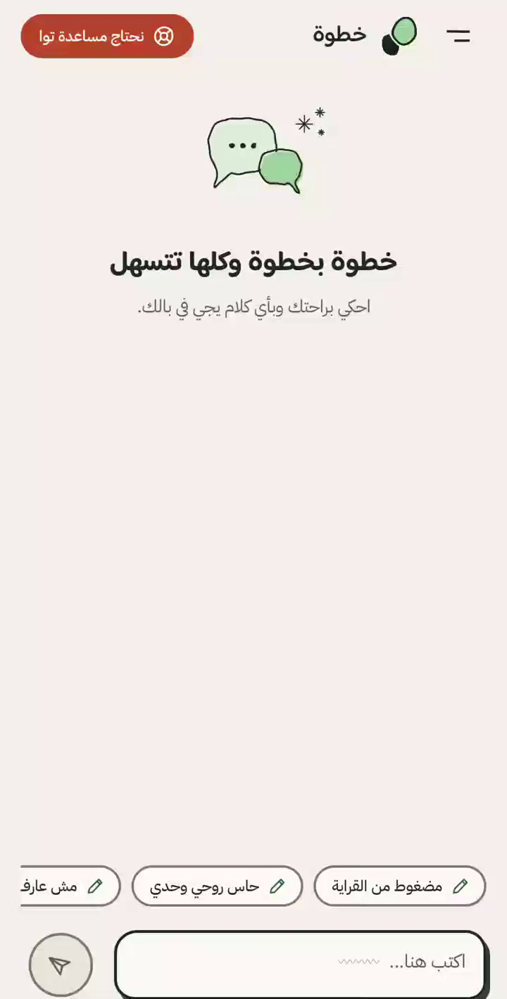 خطوة
نحتاج مساعدة توا
خطوة بخطوة وكلها تتسهل
احكي براحتك وبأي كلام يجي في بالك.
مضغوط من القراية
حاس روحي وحدي
مش عارف
اكتب هنا...